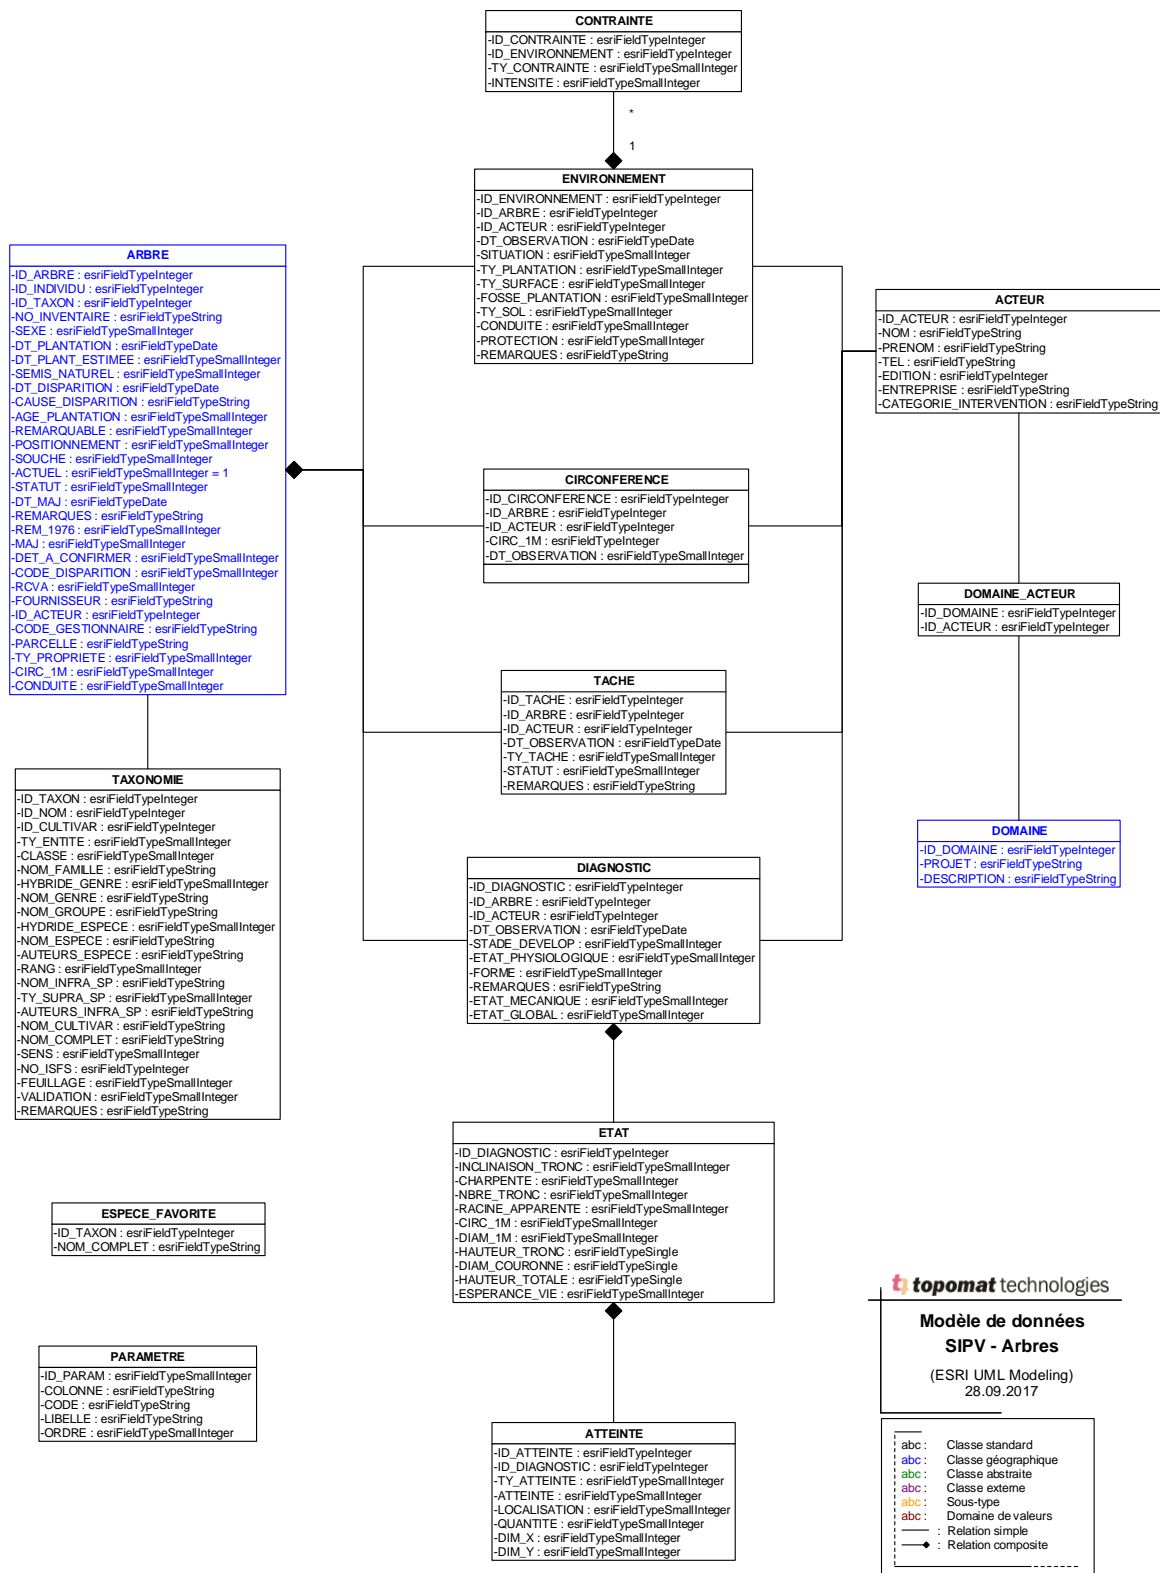 CONTRAINTE
-ID_CONTRAINTE : esriFieldTypeInteger
-ID_ENVIRONNEMENT : esriFieldTypeInteger
-TY_CONTRAINTE : esriFieldTypeSmallInteger
-INTENSITE : esriFieldTypeSmallInteger
*
1
ENVIRONNEMENT
-ID_ENVIRONNEMENT : esriFieldTypeInteger
-ID_ARBRE : esriFieldTypeInteger
-ID_ACTEUR : esriFieldTypeInteger
-DT_OBSERVATION : esriFieldTypeDate
-SITUATION : esriFieldTypeSmallInteger
-TY_PLANTATION : esriFieldTypeSmallInteger
-TY_SURFACE : esriFieldTypeSmallInteger
-FOSSE_PLANTATION : esriFieldTypeSmallInteger
-TY_SOL : esriFieldTypeSmallInteger
-CONDUITE : esriFieldTypeSmallInteger
-PROTECTION : esriFieldTypeSmallInteger
-REMARQUES : esriFieldTypeString
ARBRE
-ID_ARBRE : esriFieldTypeInteger
-ID_INDIVIDU : esriFieldTypeInteger
-ID_TAXON : esriFieldTypeInteger
-NO_INVENTAIRE : esriFieldTypeString
-SEXE : esriFieldTypeSmallInteger
-DT_PLANTATION : esriFieldTypeDate
-DT_PLANT_ESTIMEE : esriFieldTypeSmallInteger
-SEMIS_NATUREL : esriFieldTypeSmallInteger
-DT_DISPARITION : esriFieldTypeDate
-CAUSE_DISPARITION : esriFieldTypeString
-AGE_PLANTATION : esriFieldTypeSmallInteger
-REMARQUABLE : esriFieldTypeSmallInteger
-POSITIONNEMENT : esriFieldTypeSmallInteger
-SOUCHE : esriFieldTypeSmallInteger
-ACTUEL : esriFieldTypeSmallInteger = 1
-STATUT : esriFieldTypeSmallInteger
-DT_MAJ : esriFieldTypeDate
-REMARQUES : esriFieldTypeString
-REM_1976 : esriFieldTypeSmallInteger
-MAJ : esriFieldTypeSmallInteger
-DET_A_CONFIRMER : esriFieldTypeSmallInteger
-CODE_DISPARITION : esriFieldTypeSmallInteger
-RCVA : esriFieldTypeSmallInteger
-FOURNISSEUR : esriFieldTypeString
-ID_ACTEUR : esriFieldTypeInteger
-CODE_GESTIONNAIRE : esriFieldTypeString
-PARCELLE : esriFieldTypeString
-TY_PROPRIETE : esriFieldTypeSmallInteger
-CIRC_1M : esriFieldTypeSmallInteger
-CONDUITE : esriFieldTypeSmallInteger
ACTEUR
-ID_ACTEUR : esriFieldTypeInteger
-NOM : esriFieldTypeString
-PRENOM : esriFieldTypeString
-TEL : esriFieldTypeString
-EDITION : esriFieldTypeInteger
-ENTREPRISE : esriFieldTypeString
-CATEGORIE_INTERVENTION : esriFieldTypeString
CIRCONFERENCE
-ID_CIRCONFERENCE : esriFieldTypeInteger
-ID_ARBRE : esriFieldTypeInteger
-ID_ACTEUR : esriFieldTypeInteger
-CIRC_1M : esriFieldTypeInteger
-DT_OBSERVATION : esriFieldTypeSmallInteger
DOMAINE_ACTEUR
-ID_DOMAINE : esriFieldTypeInteger
-ID_ACTEUR : esriFieldTypeInteger
TACHE
-ID_TACHE : esriFieldTypeInteger
-ID_ARBRE : esriFieldTypeInteger
-ID_ACTEUR : esriFieldTypeInteger
-DT_OBSERVATION : esriFieldTypeDate
-TY_TACHE : esriFieldTypeSmallInteger
-STATUT : esriFieldTypeSmallInteger
-REMARQUES : esriFieldTypeString
TAXONOMIE
-ID_TAXON : esriFieldTypeInteger
-ID_NOM : esriFieldTypeInteger
-ID_CULTIVAR : esriFieldTypeInteger
-TY_ENTITE : esriFieldTypeSmallInteger
-CLASSE : esriFieldTypeSmallInteger
-NOM_FAMILLE : esriFieldTypeString
-HYBRIDE_GENRE : esriFieldTypeSmallInteger
-NOM_GENRE : esriFieldTypeString
-NOM_GROUPE : esriFieldTypeString
-HYDRIDE_ESPECE : esriFieldTypeSmallInteger
-NOM_ESPECE : esriFieldTypeString
-AUTEURS_ESPECE : esriFieldTypeString
-RANG : esriFieldTypeSmallInteger
-NOM_INFRA_SP : esriFieldTypeString
-TY_SUPRA_SP : esriFieldTypeSmallInteger
-AUTEURS_INFRA_SP : esriFieldTypeString
-NOM_CULTIVAR : esriFieldTypeString
-NOM_COMPLET : esriFieldTypeString
-SENS : esriFieldTypeSmallInteger
-NO_ISFS : esriFieldTypeInteger
-FEUILLAGE : esriFieldTypeSmallInteger
-VALIDATION : esriFieldTypeSmallInteger
-REMARQUES : esriFieldTypeString
DOMAINE
-ID_DOMAINE : esriFieldTypeInteger
-PROJET : esriFieldTypeString
-DESCRIPTION : esriFieldTypeString
DIAGNOSTIC
-ID_DIAGNOSTIC : esriFieldTypeInteger
-ID_ARBRE : esriFieldTypeInteger
-ID_ACTEUR : esriFieldTypeInteger
-DT_OBSERVATION : esriFieldTypeDate
-STADE_DEVELOP : esriFieldTypeSmallInteger
-ETAT_PHYSIOLOGIQUE : esriFieldTypeSmallInteger
-FORME : esriFieldTypeSmallInteger
-REMARQUES : esriFieldTypeString
-ETAT_MECANIQUE : esriFieldTypeSmallInteger
-ETAT_GLOBAL : esriFieldTypeSmallInteger
ETAT
-ID_DIAGNOSTIC : esriFieldTypeInteger
-INCLINAISON_TRONC : esriFieldTypeSmallInteger
-CHARPENTE : esriFieldTypeSmallInteger
-NBRE_TRONC : esriFieldTypeSmallInteger
-RACINE_APPARENTE : esriFieldTypeSmallInteger
-CIRC_1M : esriFieldTypeSmallInteger
-DIAM_1M : esriFieldTypeSmallInteger
-HAUTEUR_TRONC : esriFieldTypeSingle
-DIAM_COURONNE : esriFieldTypeSingle
-HAUTEUR_TOTALE : esriFieldTypeSingle
-ESPERANCE_VIE : esriFieldTypeSmallInteger
ESPECE_FAVORITE
-ID_TAXON : esriFieldTypeInteger
-NOM_COMPLET : esriFieldTypeString
PARAMETRE
-ID_PARAM : esriFieldTypeSmallInteger
-COLONNE : esriFieldTypeString
-CODE : esriFieldTypeString
-LIBELLE : esriFieldTypeString
-ORDRE : esriFieldTypeSmallInteger
ATTEINTE
-ID_ATTEINTE : esriFieldTypeInteger
-ID_DIAGNOSTIC : esriFieldTypeInteger
-TY_ATTEINTE : esriFieldTypeSmallInteger
-ATTEINTE : esriFieldTypeSmallInteger
-LOCALISATION : esriFieldTypeSmallInteger
-QUANTITE : esriFieldTypeSmallInteger
-DIM_X : esriFieldTypeSmallInteger
-DIM_Y : esriFieldTypeSmallInteger
topomat technologies
Modèle de données
SIPV - Arbres
(ESRI UML Modeling)
28.09.2017
abc : Classe standard
abc : Classe géographique
abc : Classe abstraite
abc : Classe externe
abc : Sous-type
abc : Domaine de valeurs
: Relation simple
: Relation composite